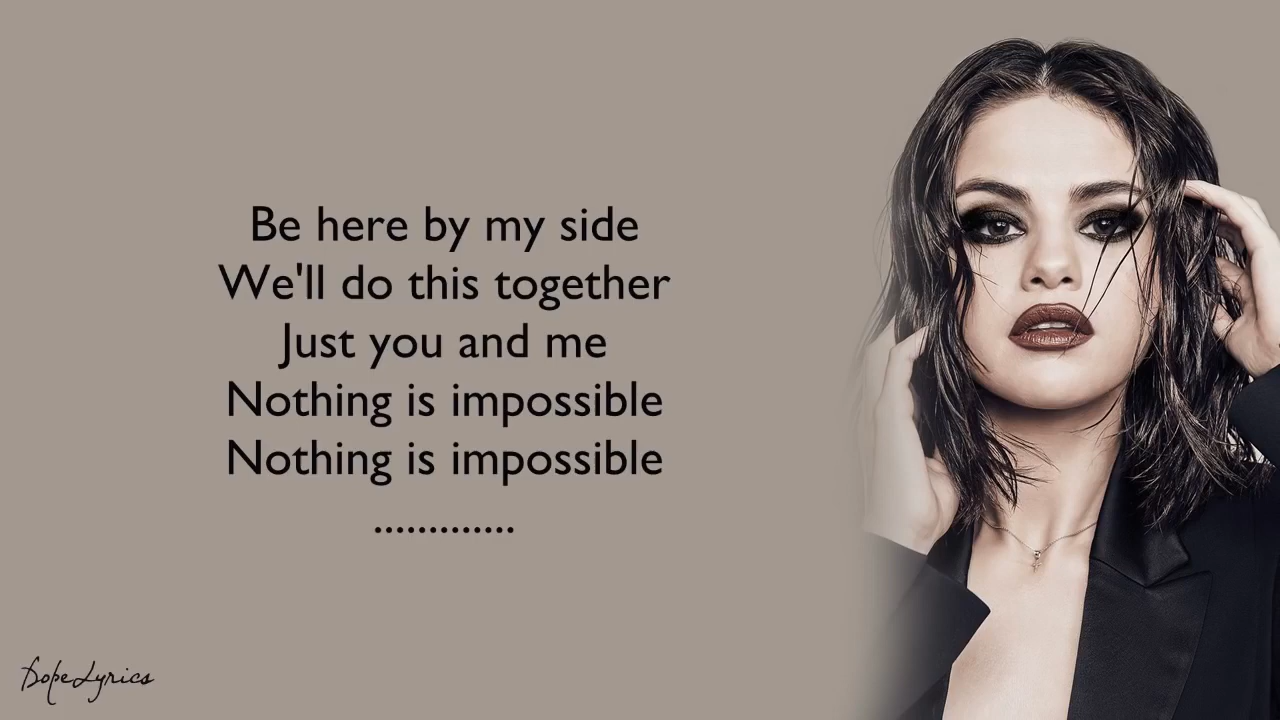 Be here by my side
We'll do this together
Just you and me
Nothing is impossible
Nothing is impossible
.............
DopeLyrics